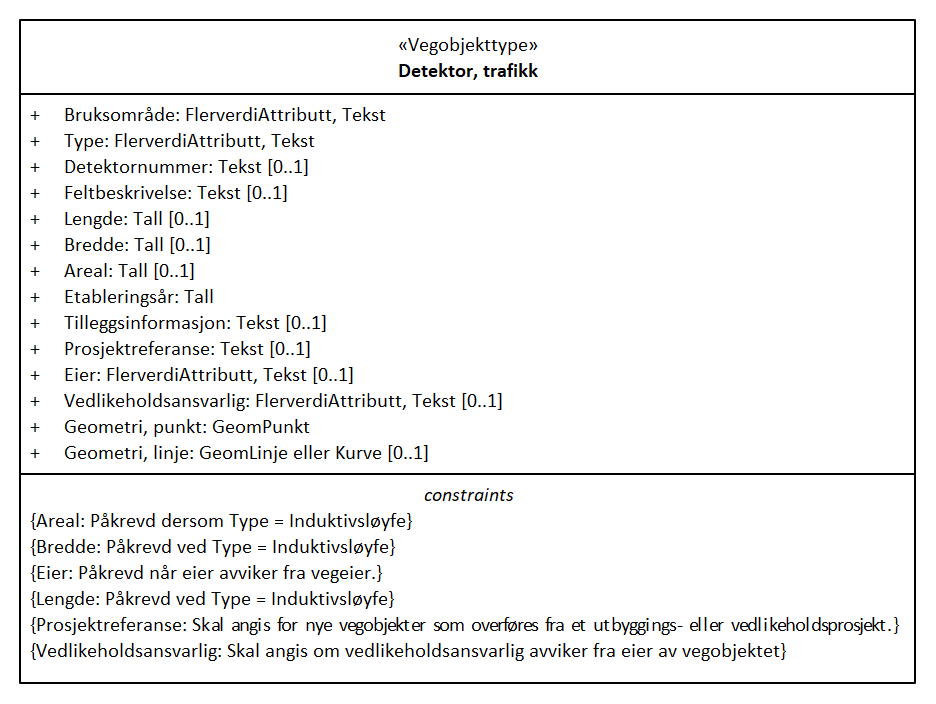 «Vegobjekttype»
Detektor, trafikk
+ Bruksområde: FlerverdiAttributt, Tekst
+ Type: FlerverdiAttributt, Tekst
+ Detektornummer: Tekst [0..1]
+ Feltbeskrivelse: Tekst [0..1]
+ Lengde: Tall [0..1]
+ Bredde: Tall [0..1]
+ Areal: Tall [0..1]
+ Etableringsår: Tall
+ Tilleggsinformasjon: Tekst [0..1]
+ Prosjektreferanse: Tekst [0..1]
+ Eier: FlerverdiAttributt, Tekst [0..1]
+ Vedlikeholdsansvarlig: FlerverdiAttributt, Tekst [0..1]
+ Geometri, punkt: GeomPunkt
+ Geometri, linje: GeomLinje eller Kurve [0..1]
constraints
{Areal: Påkrevd dersom Type = Induktivsløyfe}
{Bredde: Påkrevd ved Type = Induktivsløyfe}
{Eier: Påkrevd når eier avviker fra vegeier.}
{Lengde: Påkrevd ved Type = Induktivsløyfe}
{Prosjektreferanse: Skal angis for nye vegobjekter som overføres fra et utbyggings- eller vedlikeholdsprosjekt.}
{Vedlikeholdsansvarlig: Skal angis om vedlikeholdsansvarlig avviker fra eier av vegobjektet}